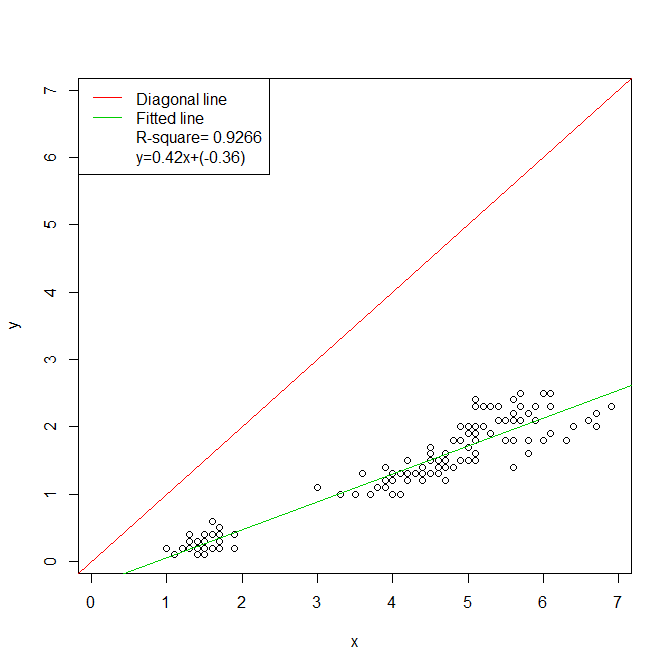 Diagonal line
Fitted line
R-square= 0.9266
y=0.42x+(-0.36)
7
6
5
4
3
2
1
0
y
0 1 2 3 4 5 6 7
x